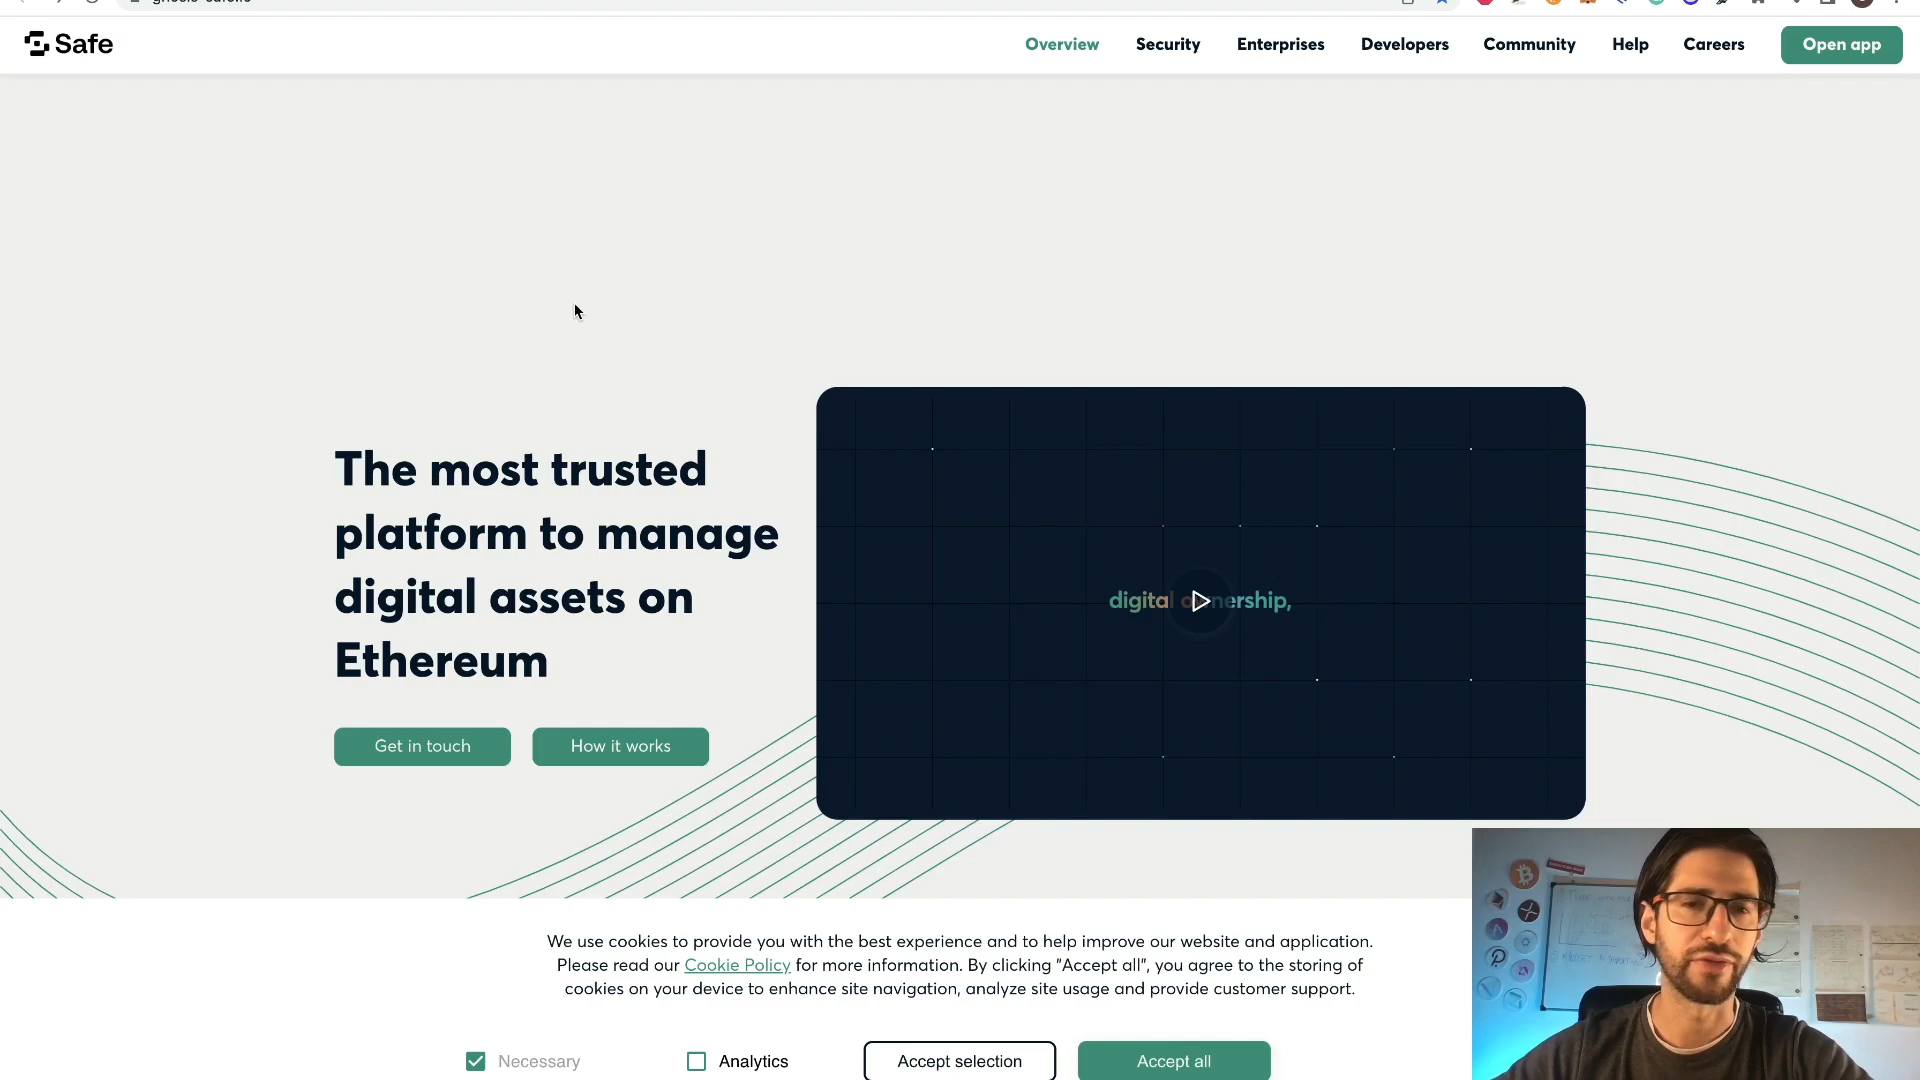 Safe
Overview
Security
Enterprises
Developers
Community
Help
Careers
Open app
The most trusted
platform to manage
digital assets on
Ethereum
digital ownership,
Get in touch
How it works
We use cookies to provide you with the best experience and to help improve our website and application.
Please read our Cookie Policy for more information. By clicking "Accept all", you agree to the storing of
cookies on your device to enhance site navigation, analyze site usage and provide customer support.
Necessary
Analytics
Accept selection
Accept all